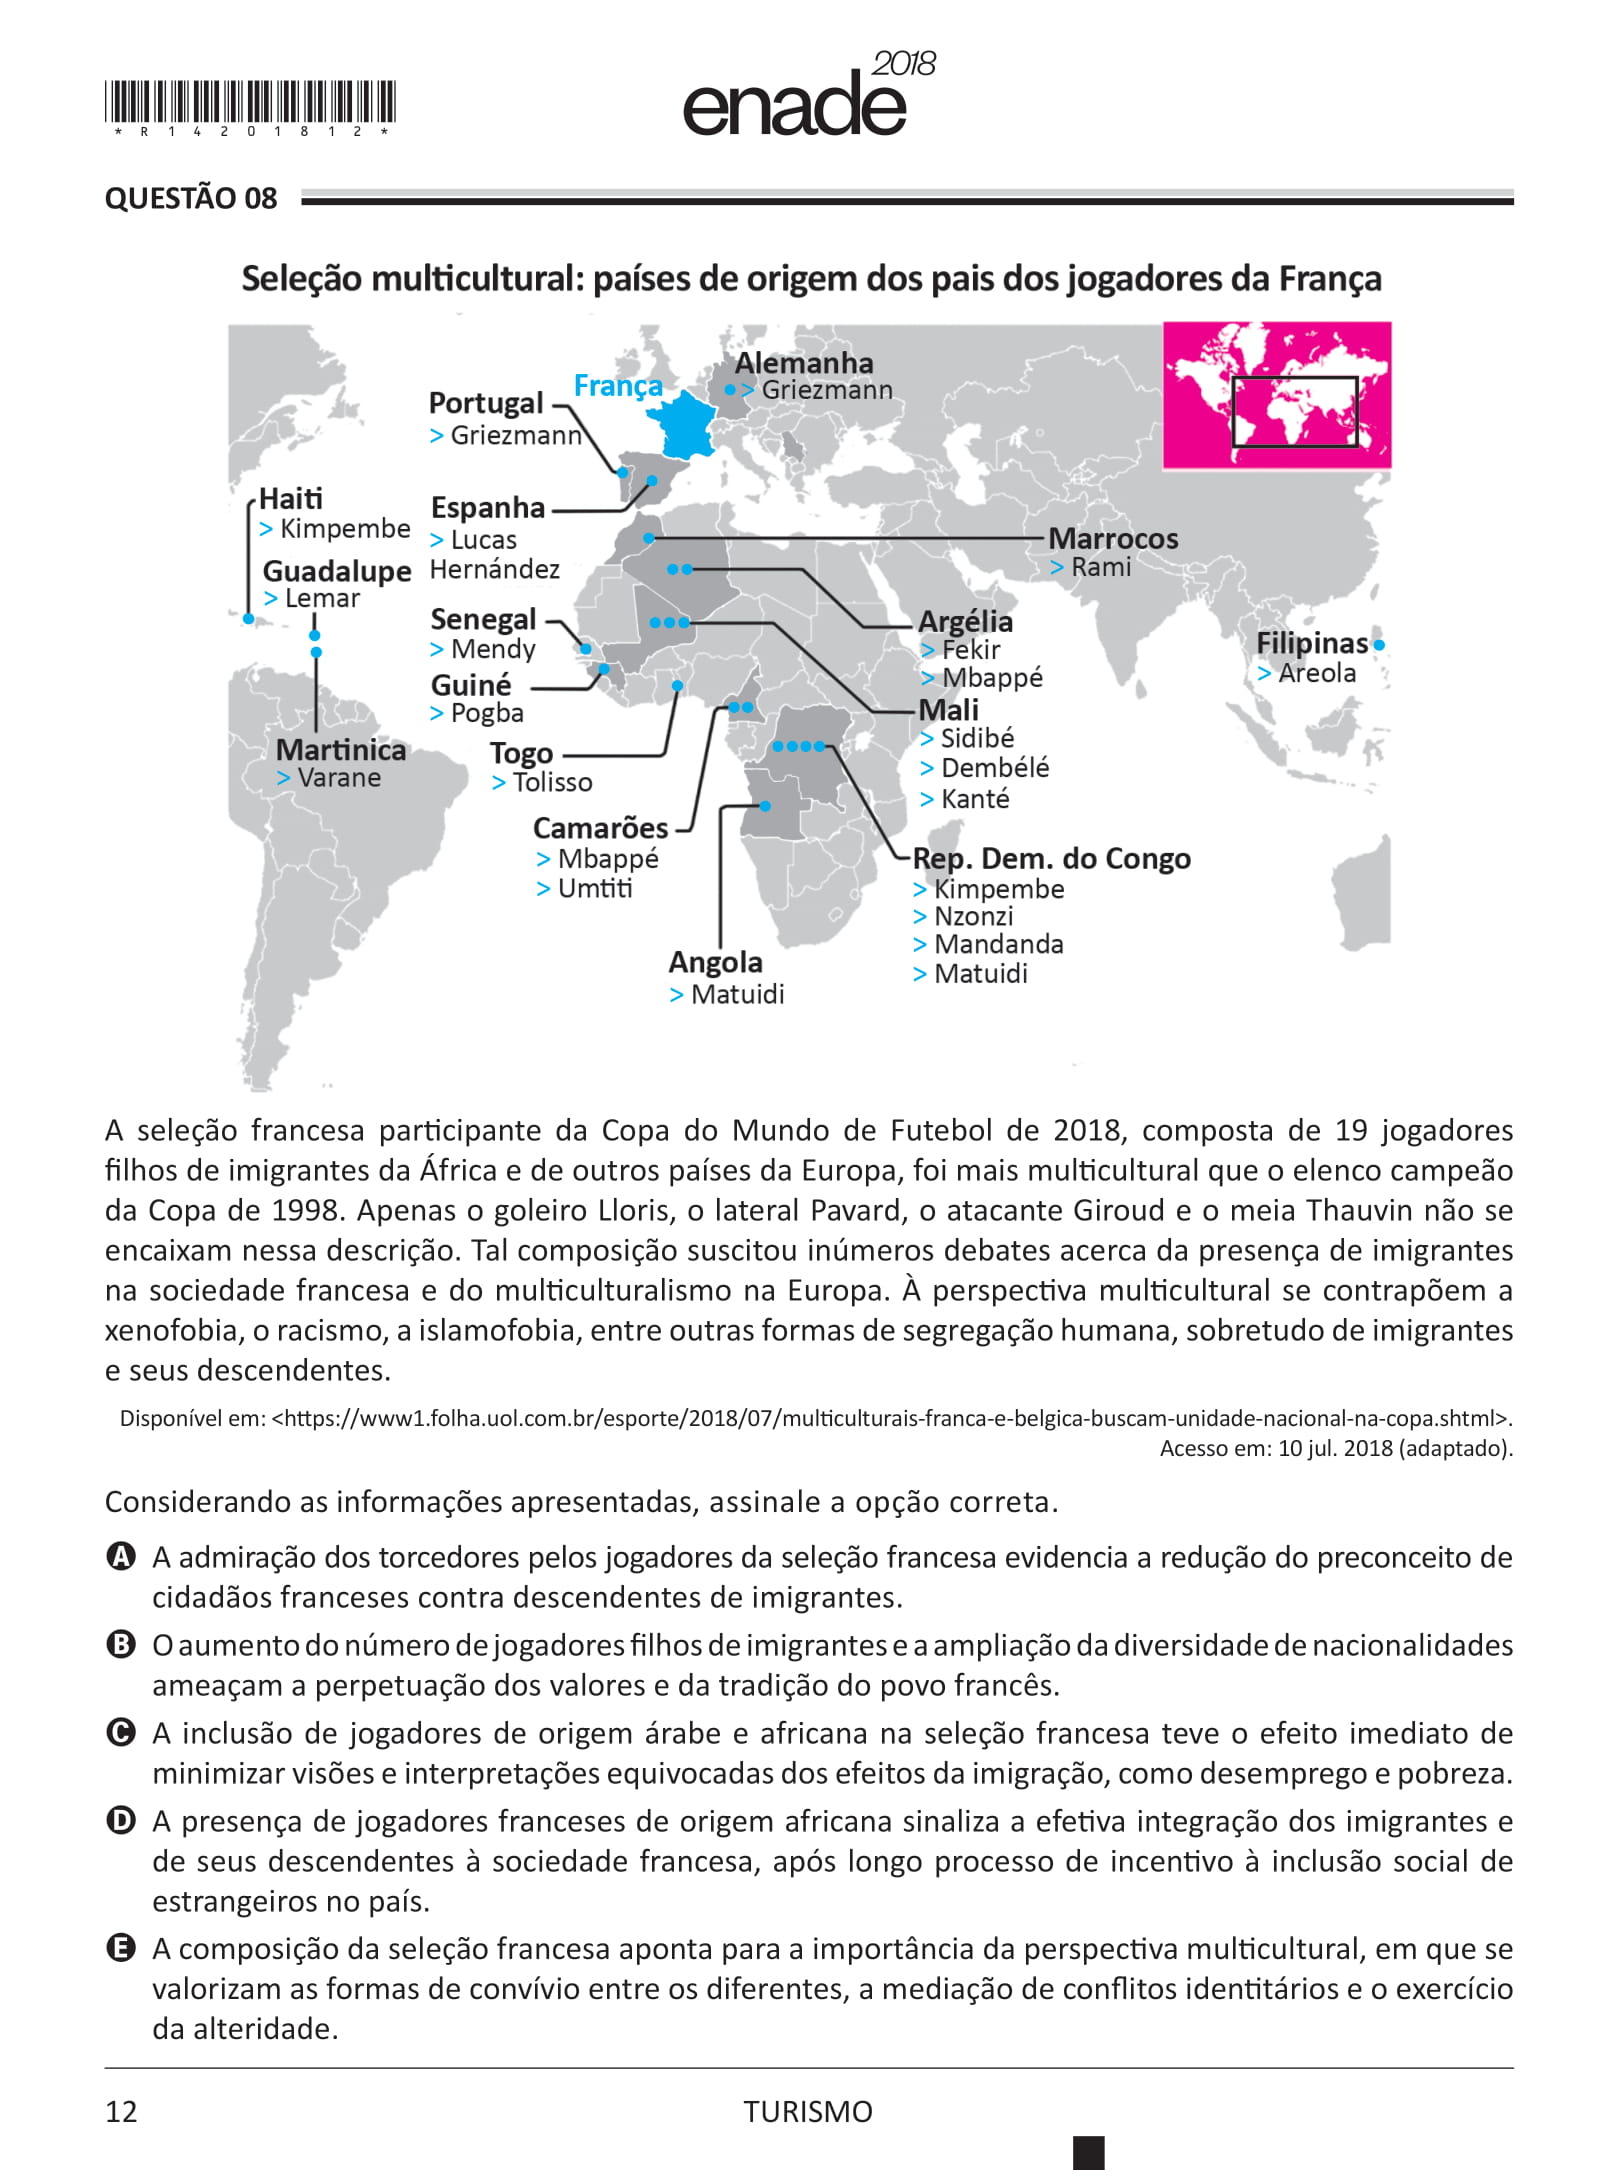 *R14201812*
enade2018
QUESTÃO 08
Seleção multicultural: países de origem dos pais dos jogadores da França
Alemanha
> Griezmann
França
Portugal
> Griezmann
Haiti
> Kimpembe
Espanha
> Lucas
Hernández
Guadalupe
> Lemar
Marrocos
> Rami
Senegal
> Mendy
Argélia
> Fekir
> Mbappé
Filipinas
> Areola
Guiné
> Pogba
Mali
> Sidibé
> Dembélé
> Kanté
Martinica
> Varane
Togo
> Tolisso
Camarões
> Mbappé
> Umtiti
Rep. Dem. do Congo
> Kimpembe
> Nzonzi
> Mandanda
> Matuidi
Angola
> Matuidi
A seleção francesa participante da Copa do Mundo de Futebol de 2018, composta de 19 jogadores
filhos de imigrantes da África e de outros países da Europa, foi mais multicultural que o elenco campeão
da Copa de 1998. Apenas o goleiro Lloris, o lateral Pavard, o atacante Giroud e o meia Thauvin não se
encaixam nessa descrição. Tal composição suscitou inúmeros debates acerca da presença de imigrantes
na sociedade francesa e do multiculturalismo na Europa. À perspectiva multicultural se contrapõem a
xenofobia, o racismo, a islamofobia, entre outras formas de segregação humana, sobretudo de imigrantes
e seus descendentes.
Disponível em: <https://www1.folha.uol.com.br/esporte/2018/07/multiculturais-franca-e-belgica-buscam-unidade-nacional-na-copa.shtml>.
Acesso em: 10 jul. 2018 (adaptado).
Considerando as informações apresentadas, assinale a opção correta.
A A admiração dos torcedores pelos jogadores da seleção francesa evidencia a redução do preconceito de
cidadãos franceses contra descendentes de imigrantes.
B O aumento do número de jogadores filhos de imigrantes e a ampliação da diversidade de nacionalidades
ameaçam a perpetuação dos valores e da tradição do povo francês.
C A inclusão de jogadores de origem árabe e africana na seleção francesa teve o efeito imediato de
minimizar visões e interpretações equivocadas dos efeitos da imigração, como desemprego e pobreza.
D A presença de jogadores franceses de origem africana sinaliza a efetiva integração dos imigrantes e
de seus descendentes à sociedade francesa, após longo processo de incentivo à inclusão social de
estrangeiros no país.
E A composição da seleção francesa aponta para a importância da perspectiva multicultural, em que se
valorizam as formas de convívio entre os diferentes, a mediação de conflitos identitários e o exercício
da alteridade.
12
TURISMO